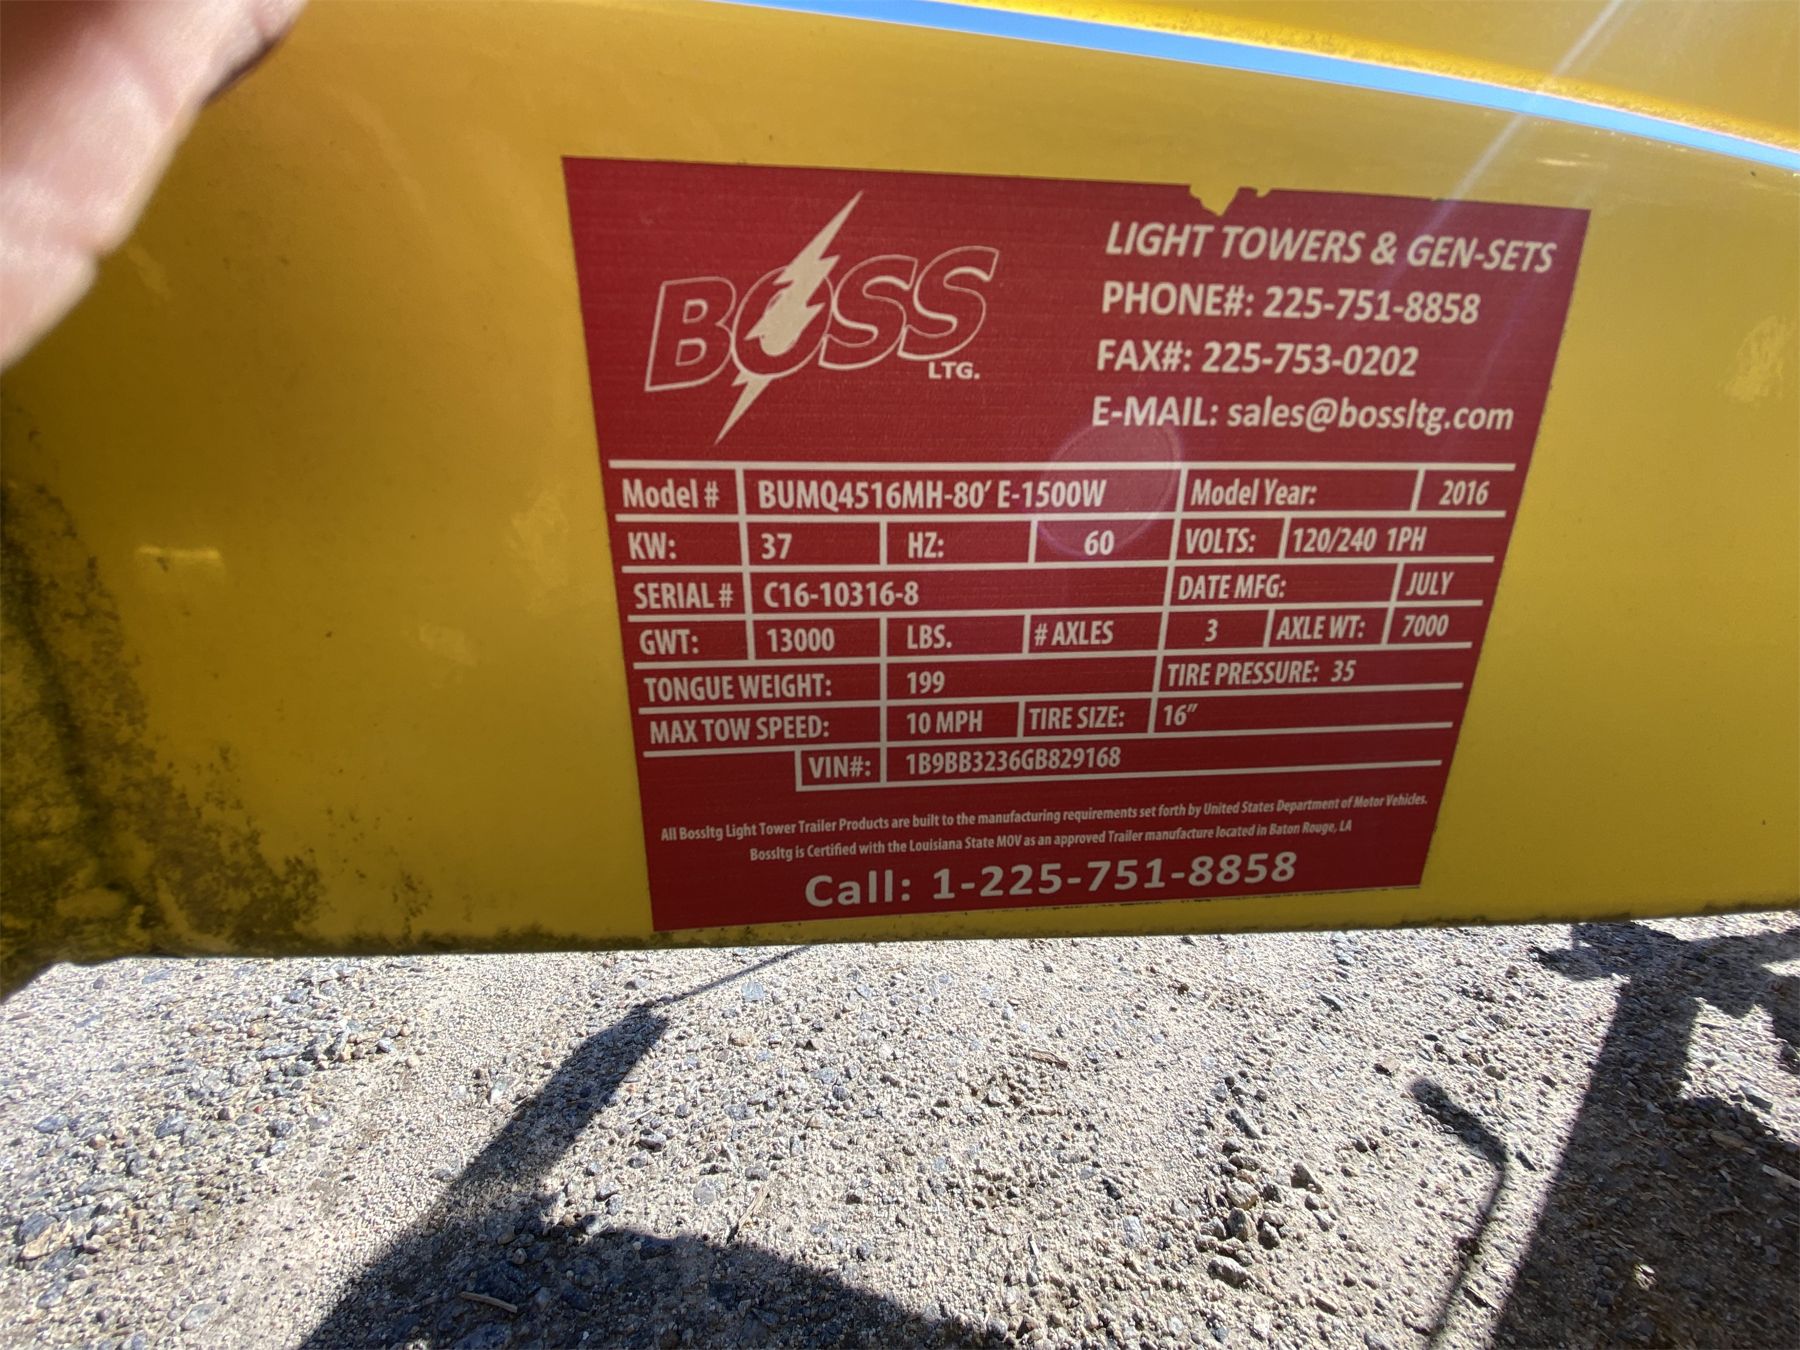 BOSS
LTG.
LIGHT TOWERS & GEN-SETS
PHONE#: 225-751-8858
FAX#: 225-753-0202
E-MAIL: sales@bossltg.com
Model # BUMQ4516MH-80' E-1500W Model Year: 2016
KW: 37 HZ: 60 VOLTS: 120/240 1PH
SERIAL # C16-10316-8 DATE MFG: JULY
GWT: 13000 LBS. # AXLES 3 AXLE WT: 7000
TONGUE WEIGHT: 199 TIRE PRESSURE: 35
MAX TOW SPEED: 10 MPH TIRE SIZE: 16"
VIN#: 1B9BB3236GB829168
All Bossltg Light Tower Trailer Products are built to the manufacturing requirements set forth by United States Department of Motor Vehicles.
Bossltg is Certified with the Louisiana State MOV as an approved Trailer manufacture located in Baton Rouge, LA
Call: 1-225-751-8858